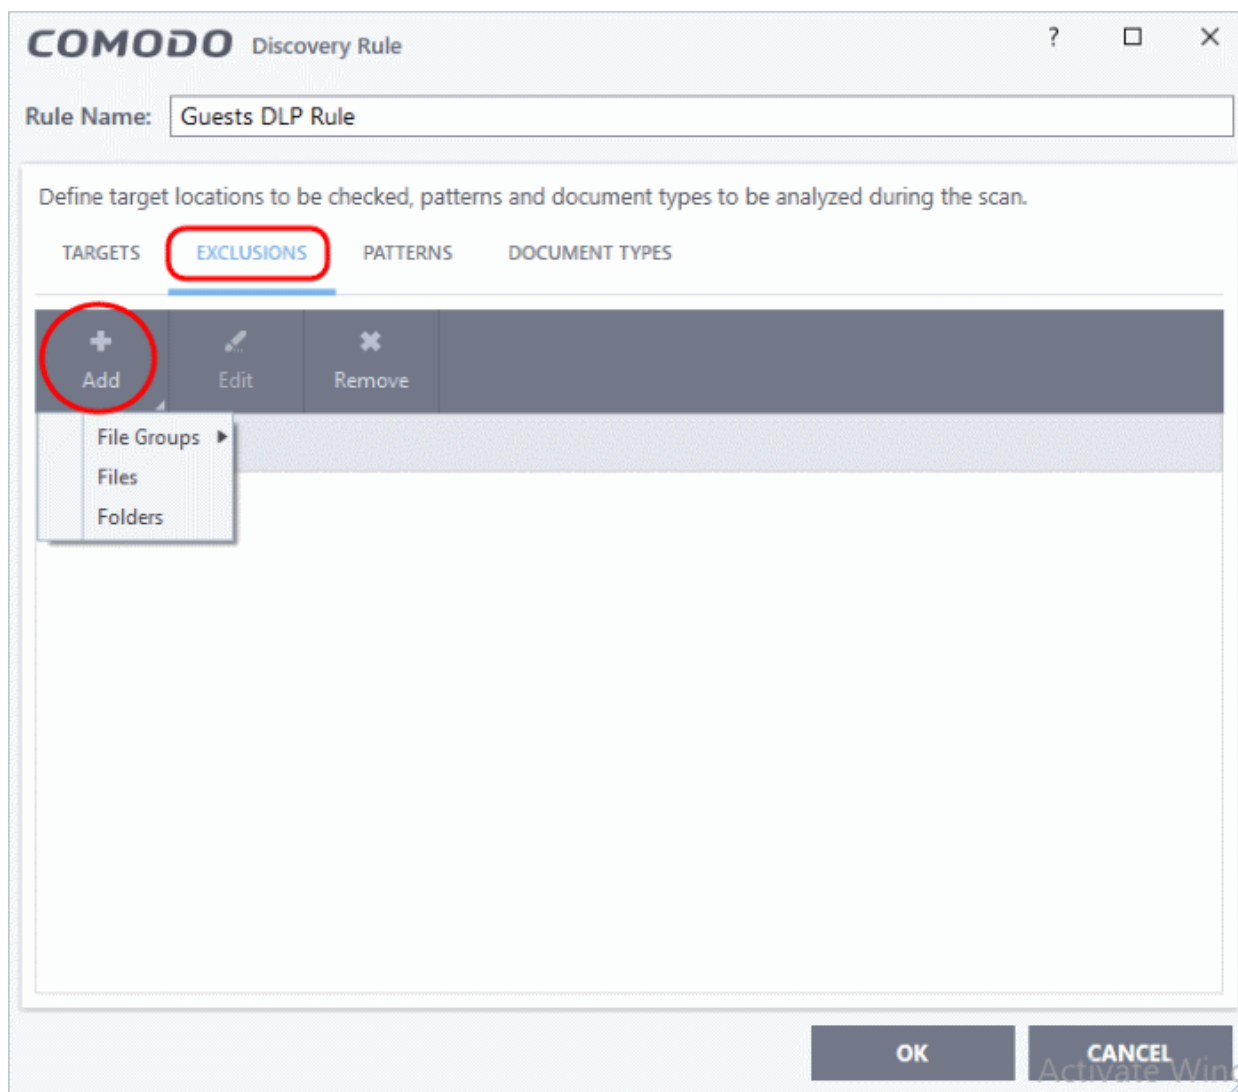 COMODO Discovery Rule ?
Rule Name: Guests DLP Rule
Define target locations to be checked, patterns and document types to be analyzed during the scan.
TARGETS EXCLUSIONS PATTERNS DOCUMENT TYPES
Add Edit Remove
File Groups
Files
Folders
OK CANCEL
Activate Wind